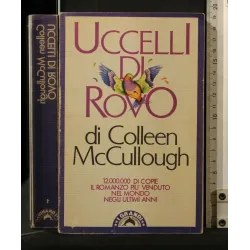 UCCELLI DI ROVO
Colleen McCullough
UCCELLI
DI
ROVO
di Colleen
McCullough
12.000.000 DI COPIE
IL ROMANZO PIU' VENDUTO
NEL MONDO
NEGLI ULTIMI ANNI